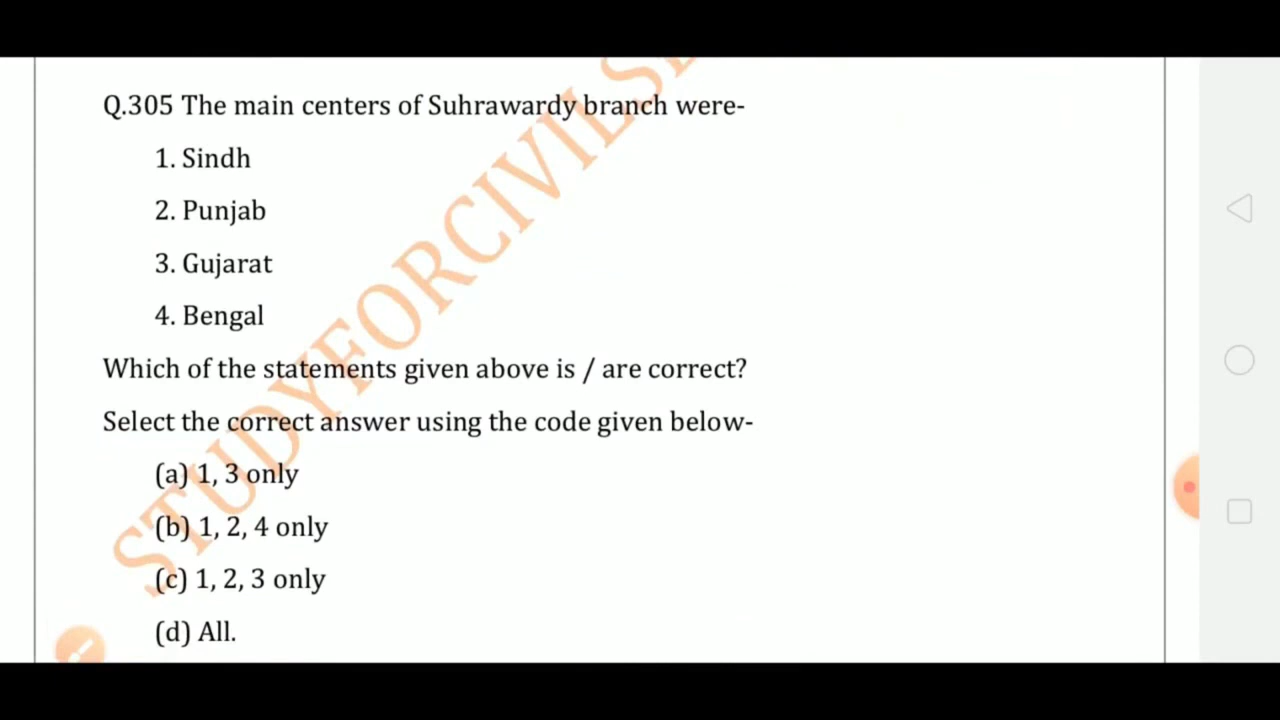 Q.305 The main centers of Suhrawardy branch were-
1. Sindh
2. Punjab
3. Gujarat
4. Bengal
Which of the statements given above is / are correct?
Select the correct answer using the code given below-
(a) 1, 3 only
(b) 1, 2, 4 only
(c) 1, 2, 3 only
(d) All.